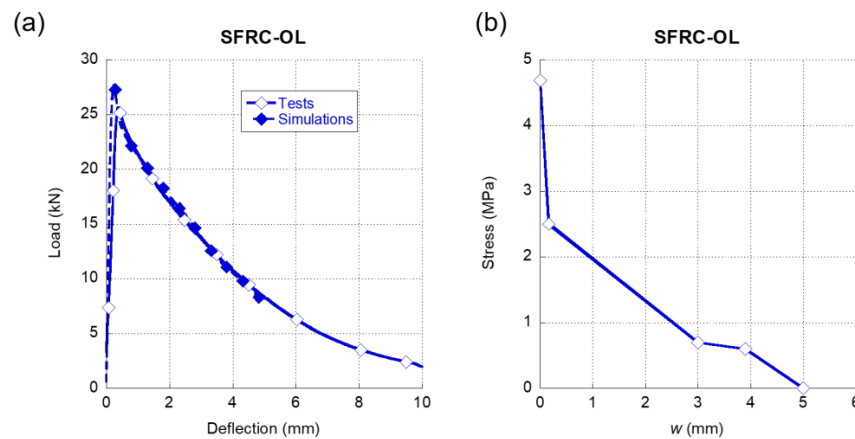 (a)
SFRC-OL
30
25
20
15
10
5
0
Load (kN)
Tests
Simulations
0 2 4 6 8 10
Deflection (mm)
(b)
SFRC-OL
5
4
3
2
1
0
Stress (MPa)
0 1 2 3 4 5 6
w (mm)